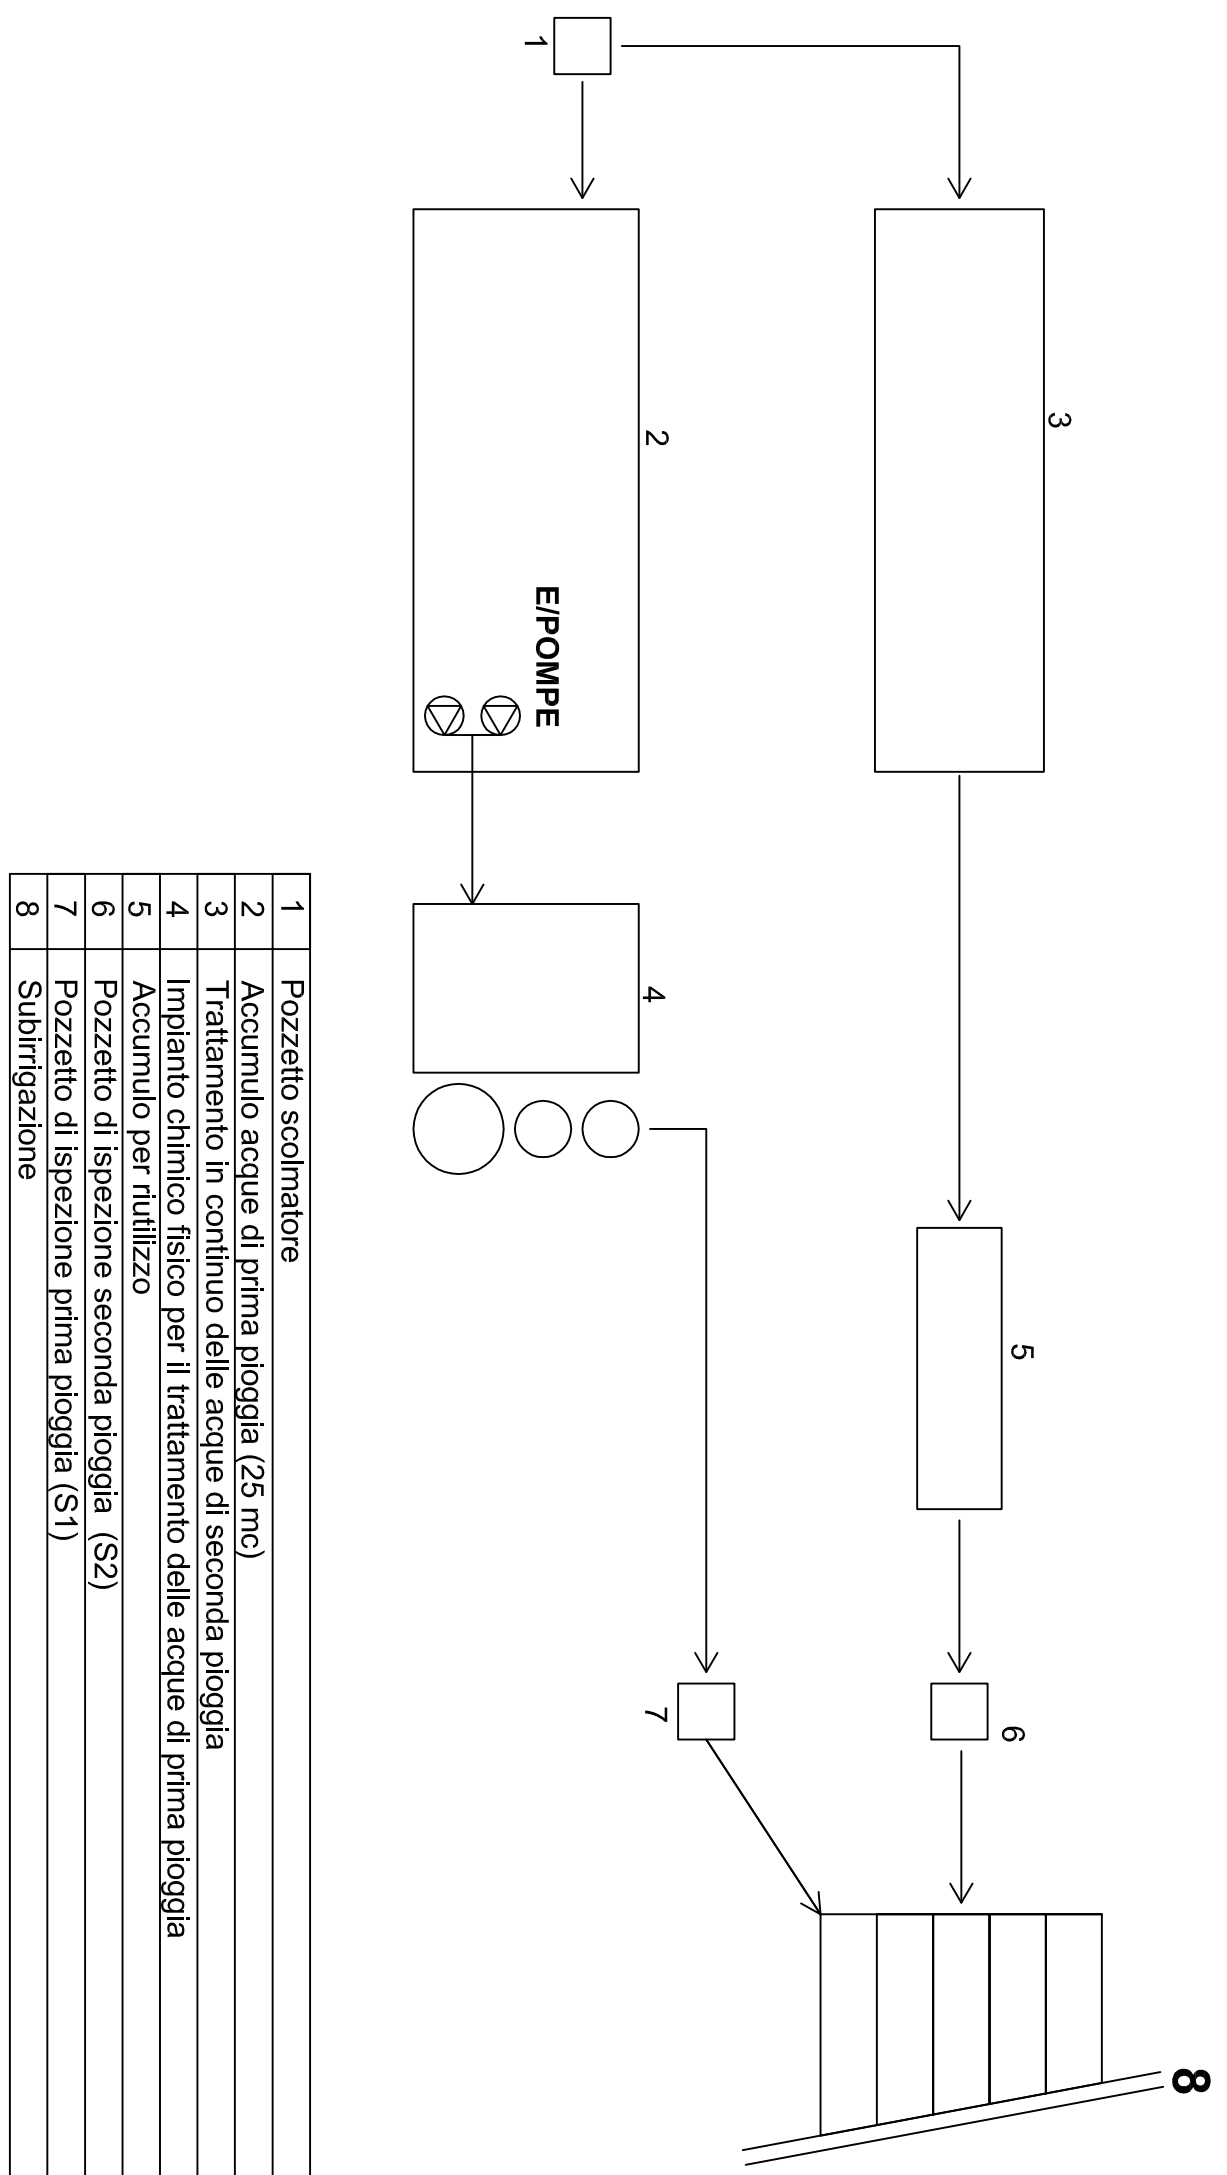 8
3
6
5
2
1
4
7
E/POMPE
1 Pozzetto scolmatore
2 Accumulo acque di prima pioggia (25 mc)
3 Trattamento in continuo delle acque di seconda pioggia
4 Impianto chimico fisico per il trattamento delle acque di prima pioggia
5 Accumulo per riutilizzo
6 Pozzetto di ispezione seconda pioggia (S2)
7 Pozzetto di ispezione prima pioggia (S1)
8 Subirrigazione